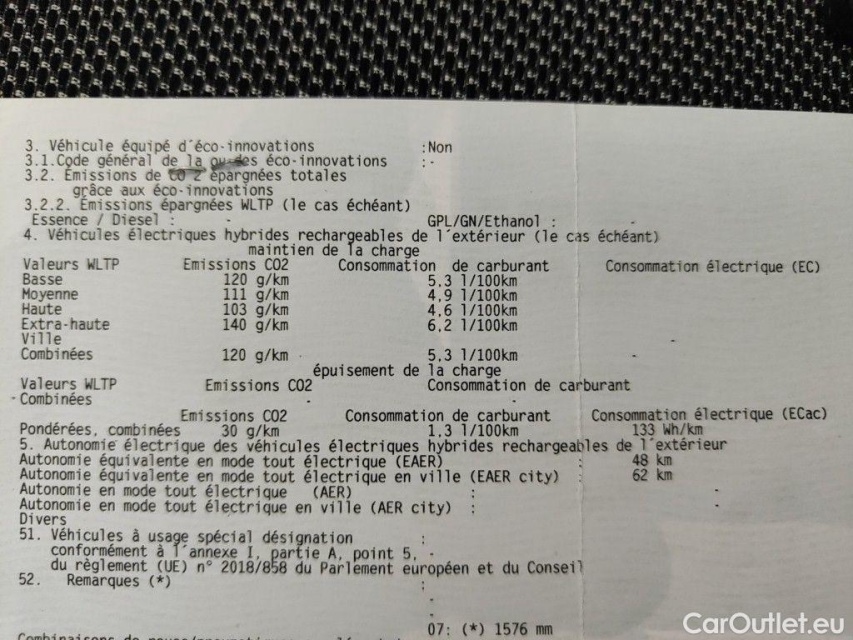 3. Véhicule équipé d´éco-innovations :Non
3.1.Code général de la ou des éco-innovations :-
3.2. Emissions de CO 2 épargnées totales
grâce aux éco-innovations
3.2.2. Émissions épargnées WLTP (le cas échéant)
Essence / Diesel : - GPL/GN/Ethanol : -
4. Véhicules électriques hybrides rechargeables de l´extérieur (le cas échéant)
maintien de la charge
Valeurs WLTP Emissions CO2 Consommation de carburant Consommation électrique (EC)
Basse 120 g/km 5,3 l/100km
Moyenne 111 g/km 4,9 l/100km
Haute 103 g/km 4,6 l/100km
Extra-haute 140 g/km 6,2 l/100km
Ville -
Combinées 120 g/km 5,3 l/100km -
épuisement de la charge
Valeurs WLTP Emissions CO2 Consommation de carburant
-Combinées - -
Emissions CO2 Consommation de carburant Consommation électrique (ECac)
Pondérées, combinées 30 g/km 1,3 l/100km 133 Wh/km
5. Autonomie électrique des véhicules électriques hybrides rechargeables de l´extérieur
Autonomie équivalente en mode tout électrique (EAER) : 48 km
Autonomie équivalente en mode tout électrique en ville (EAER city) : 62 km
Autonomie en mode tout électrique (AER) : -
Autonomie en mode tout électrique en ville (AER city) : -
Divers
51. Véhicules à usage spécial désignation :
conformément à l´annexe I, partie A, point 5, -
du règlement (UE) n° 2018/858 du Parlement européen et du Conseil
52. Remarques (*) :
-
-
07: (*) 1576 mm
CarOutlet.eu